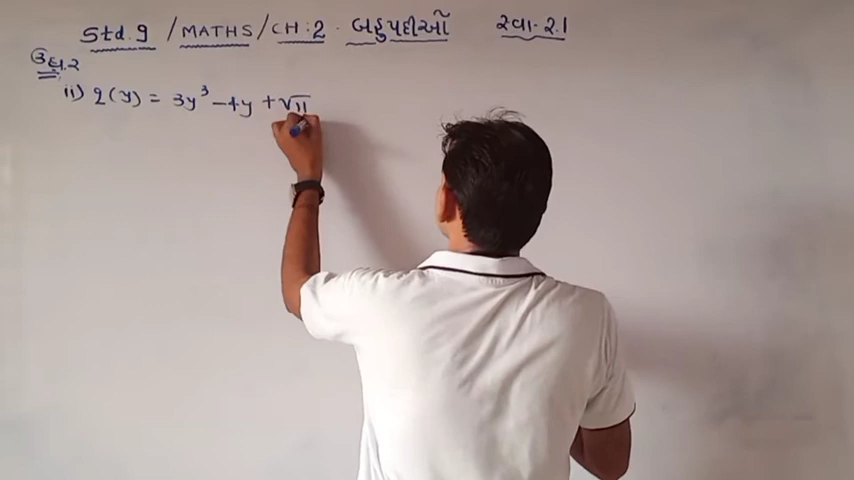 Std.9 / MATHS / CH:2. બહુપદીઓ સ્વા-2.1
ઉદા.2
ii) q(y) = 3y³ - 4y + √11